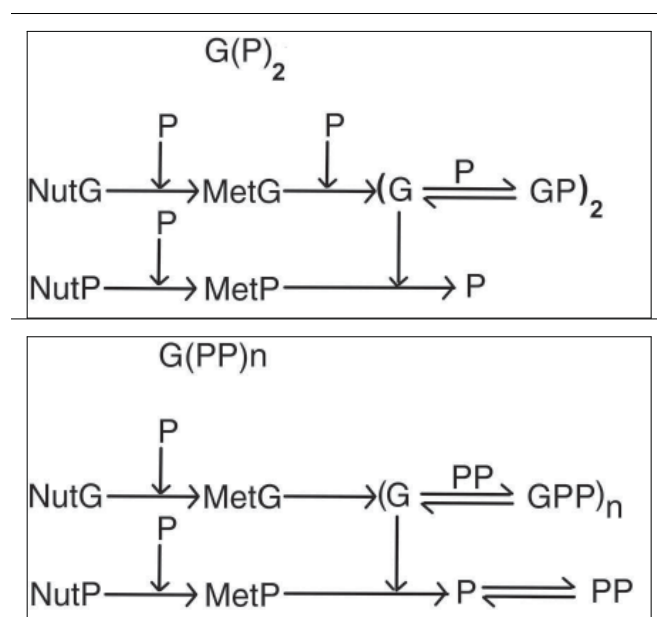 G(P)2
P P
NutG MetG (G P GP)2
P
NutP MetP P
G(PP)n
P
NutG MetG (G PP GPP)n
P
NutP MetP P PP